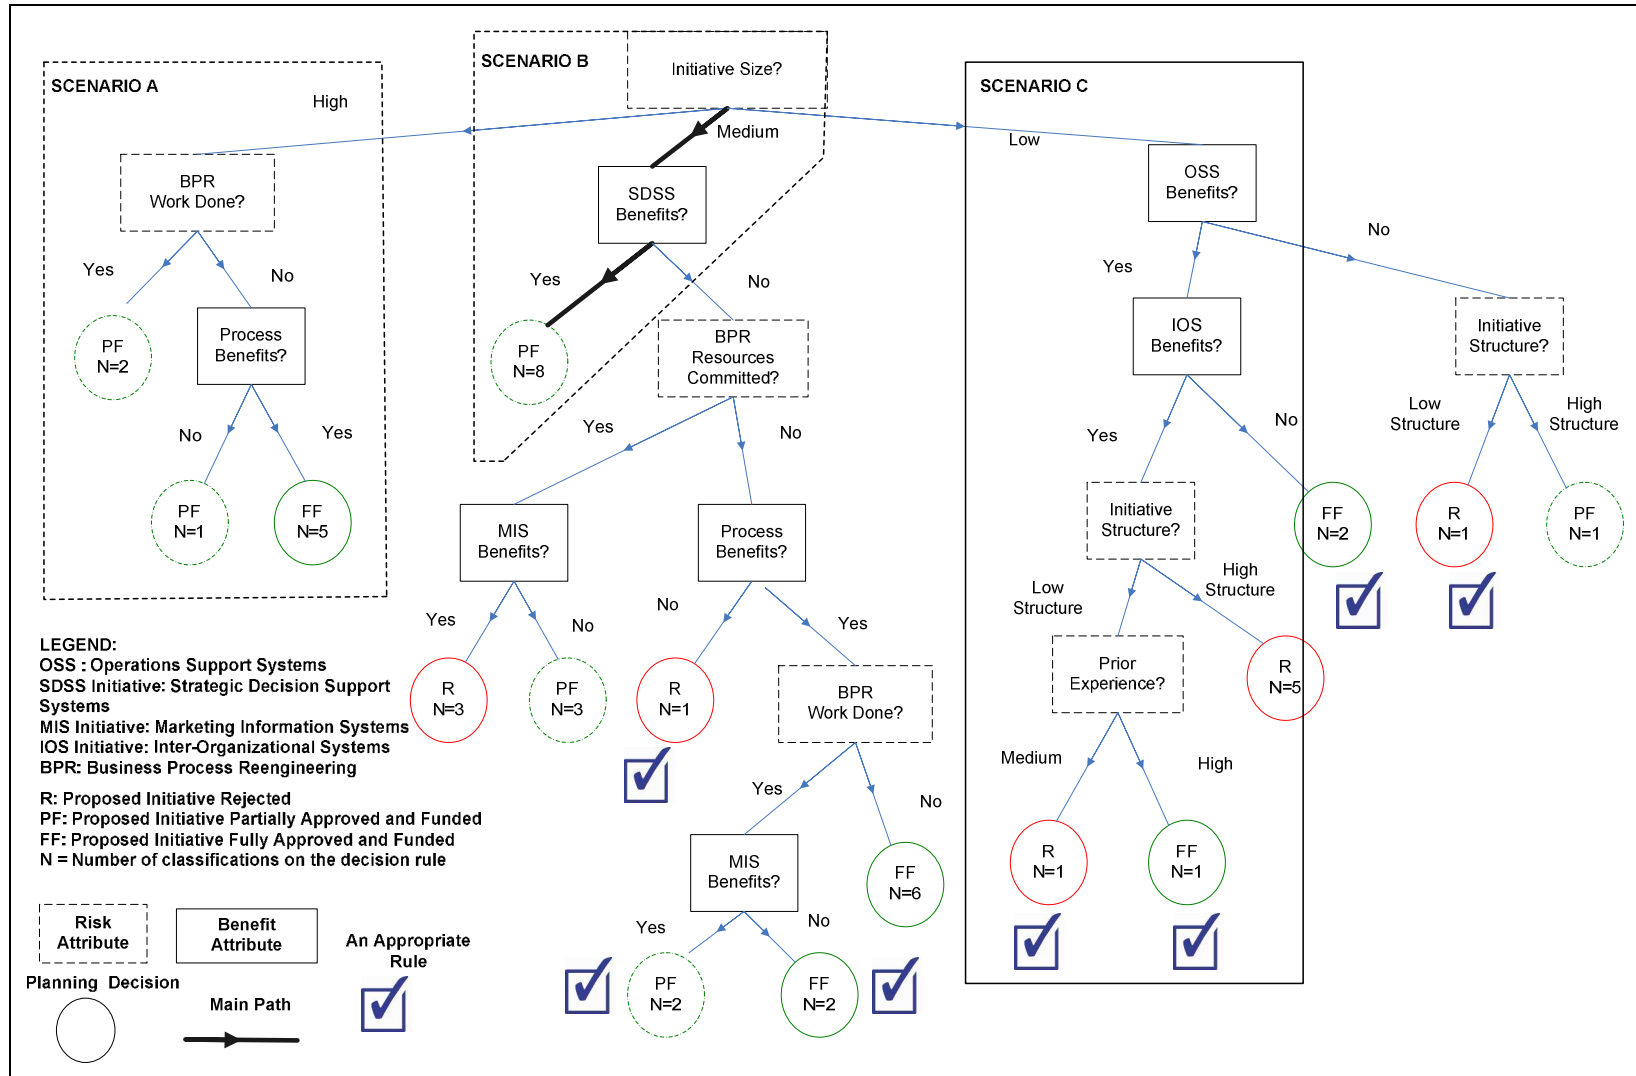 SCENARIO A
High
BPR
Work Done?
Yes
No
PF
N=2
Process
Benefits?
No
Yes
PF
N=1
FF
N=5
SCENARIO B
Initiative Size?
Medium
SDSS
Benefits?
Yes
No
PF
N=8
BPR
Resources
Committed?
Yes
No
MIS
Benefits?
Process
Benefits?
Yes
No
No
Yes
R
N=3
PF
N=3
R
N=1
BPR
Work Done?
Yes
No
MIS
Benefits?
FF
N=6
Yes
No
PF
N=2
FF
N=2
SCENARIO C
Low
OSS
Benefits?
Yes
No
IOS
Benefits?
Initiative
Structure?
Yes
No
Low
Structure
High
Structure
Initiative
Structure?
FF
N=2
R
N=1
PF
N=1
Low
Structure
High
Structure
Prior
Experience?
R
N=5
Medium
High
R
N=1
FF
N=1
LEGEND:
OSS : Operations Support Systems
SDSS Initiative: Strategic Decision Support
Systems
MIS Initiative: Marketing Information Systems
IOS Initiative: Inter-Organizational Systems
BPR: Business Process Reengineering
R: Proposed Initiative Rejected
PF: Proposed Initiative Partially Approved and Funded
FF: Proposed Initiative Fully Approved and Funded
N = Number of classifications on the decision rule
Risk
Attribute
Benefit
Attribute
An Appropriate
Rule
Planning Decision
Main Path